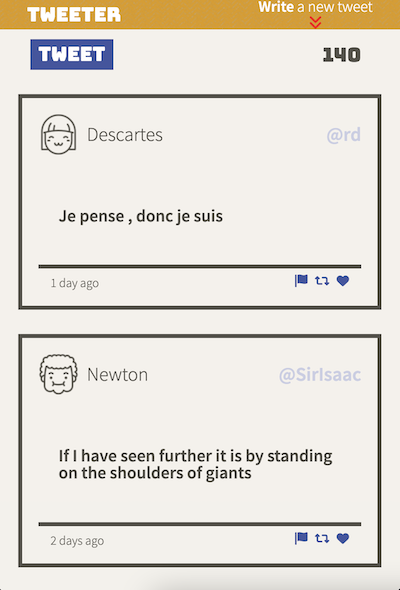 TWEETER
Write a new tweet
TWEET
140
Descartes
@rd
Je pense , donc je suis
1 day ago
Newton
@SirIsaac
If I have seen further it is by standing
on the shoulders of giants
2 days ago